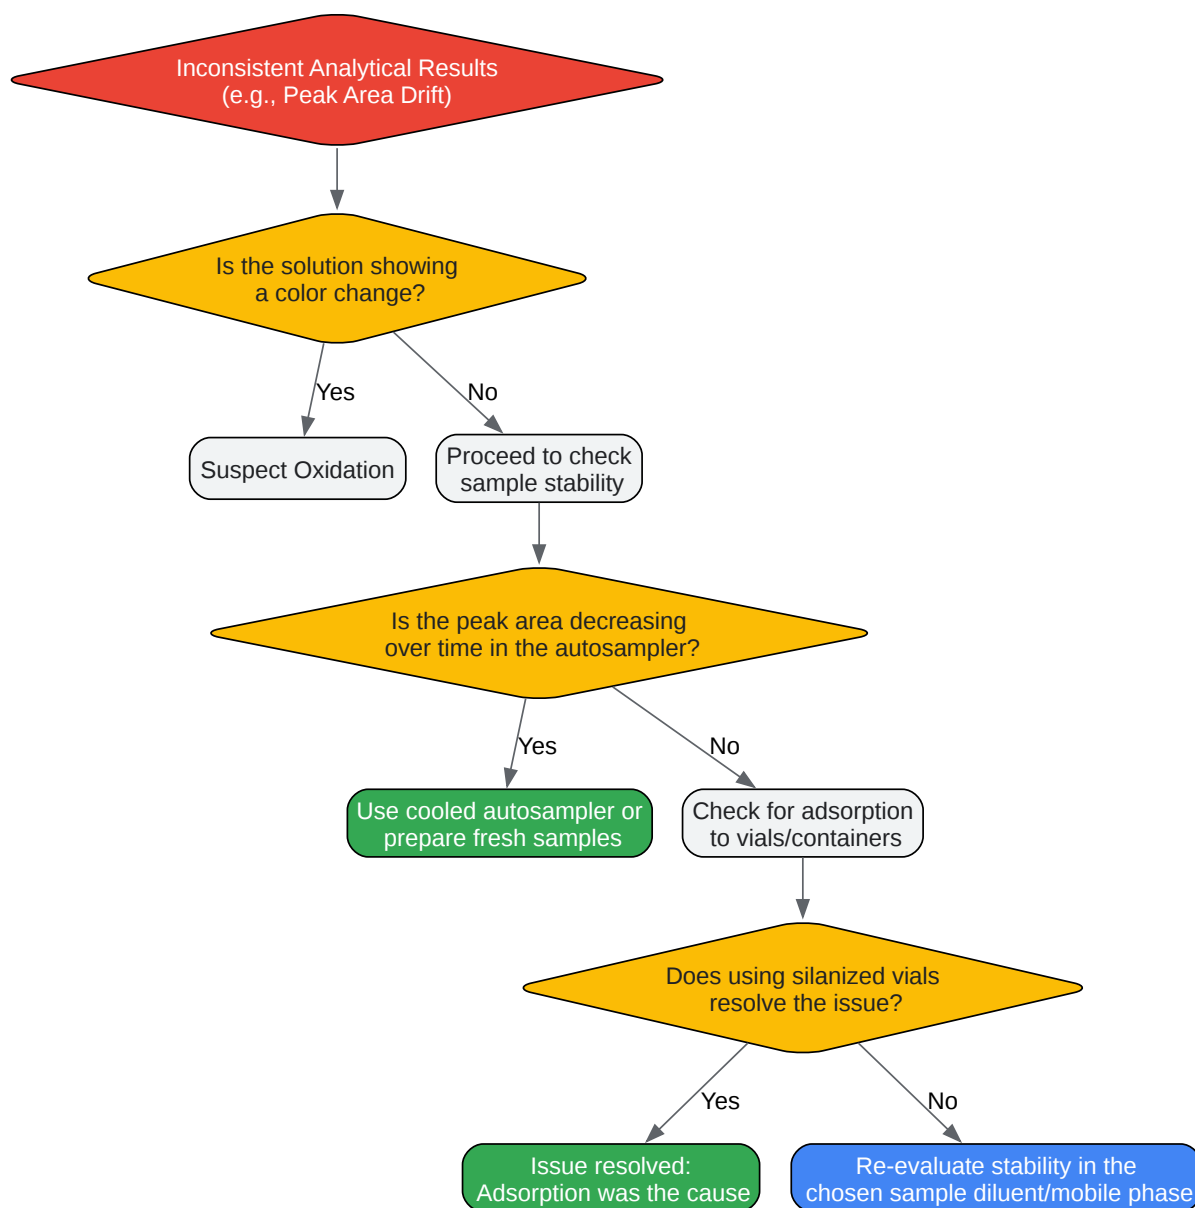 Inconsistent Analytical Results
(e.g., Peak Area Drift)
Is the solution showing
a color change?
Yes
No
Suspect Oxidation
Proceed to check
sample stability
Is the peak area decreasing
over time in the autosampler?
Yes
No
Use cooled autosampler or
prepare fresh samples
Check for adsorption
to vials/containers
Does using silanized vials
resolve the issue?
Yes
No
Issue resolved:
Adsorption was the cause
Re-evaluate stability in the
chosen sample diluent/mobile phase